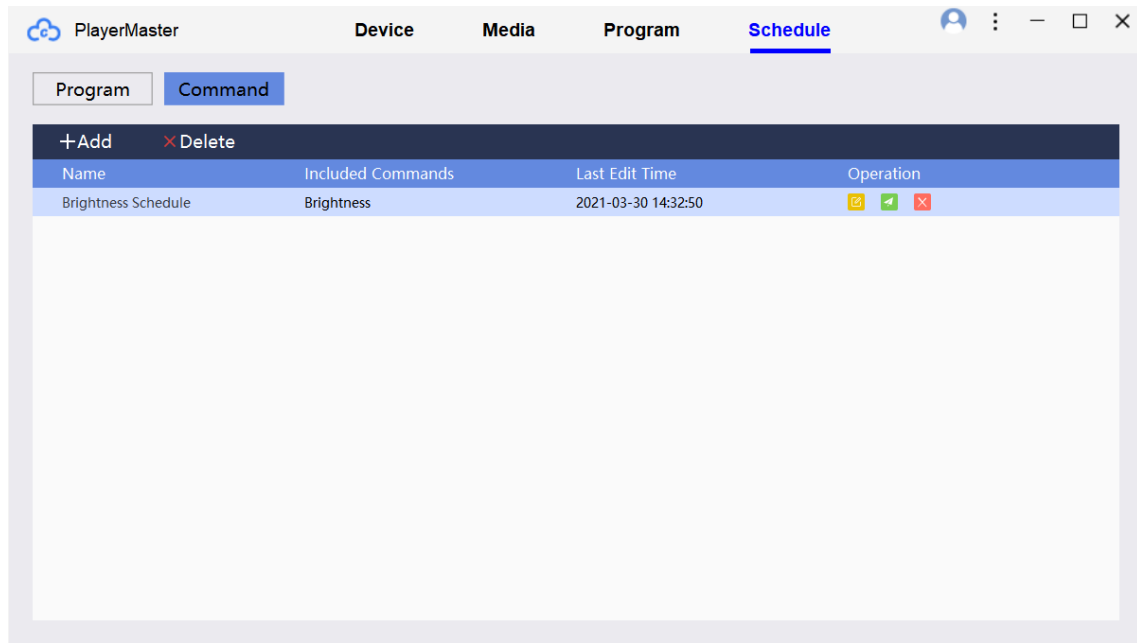 PlayerMaster Device Media Program Schedule
Program Command
+Add ×Delete
Name Included Commands Last Edit Time Operation
Brightness Schedule Brightness 2021-03-30 14:32:50